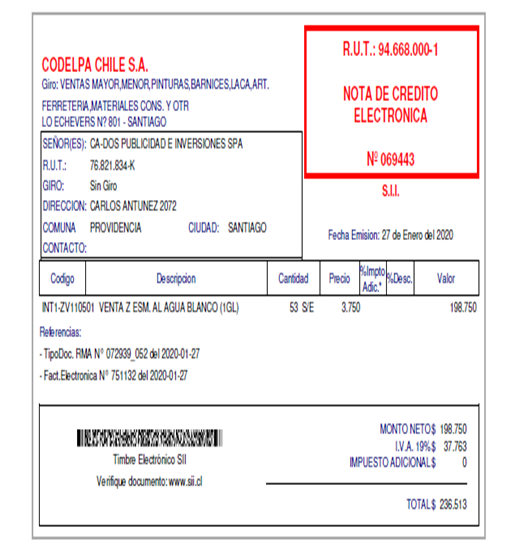 CODELPA CHILE S.A.
Giro: VENTAS MAYOR,MENOR,PINTURAS,BARNICES,LACA,ART.
FERRETERIA,MATERIALES CONS. Y OTR
LO ECHEVERS Nº 801 - SANTIAGO
R.U.T.: 94.668.000-1
NOTA DE CREDITO
ELECTRONICA
Nº 069443
S.I.I.
SEÑOR(ES): CA-DOS PUBLICIDAD E INVERSIONES SPA
R.U.T.: 76.821.834-K
GIRO: Sin Giro
DIRECCION: CARLOS ANTUNEZ 2072
COMUNA PROVIDENCIA CIUDAD: SANTIAGO
CONTACTO:
Fecha Emision: 27 de Enero del 2020
Codigo Descripcion Cantidad Precio %Impto Adic.* %Desc. Valor
INT1-ZV110501 VENTA Z ESM. AL AGUA BLANCO (1GL) 53 S/E 3.750 198.750
Referencias:
- TipoDoc. RMA N° 072939_052 del 2020-01-27
- Fact.Electronica N° 751132 del 2020-01-27
Timbre Electrónico SII
Verifique documento: www.sii.cl
MONTO NETO$ 198.750
I.V.A. 19%$ 37.763
IMPUESTO ADICIONAL$ 0
TOTAL$ 236.513